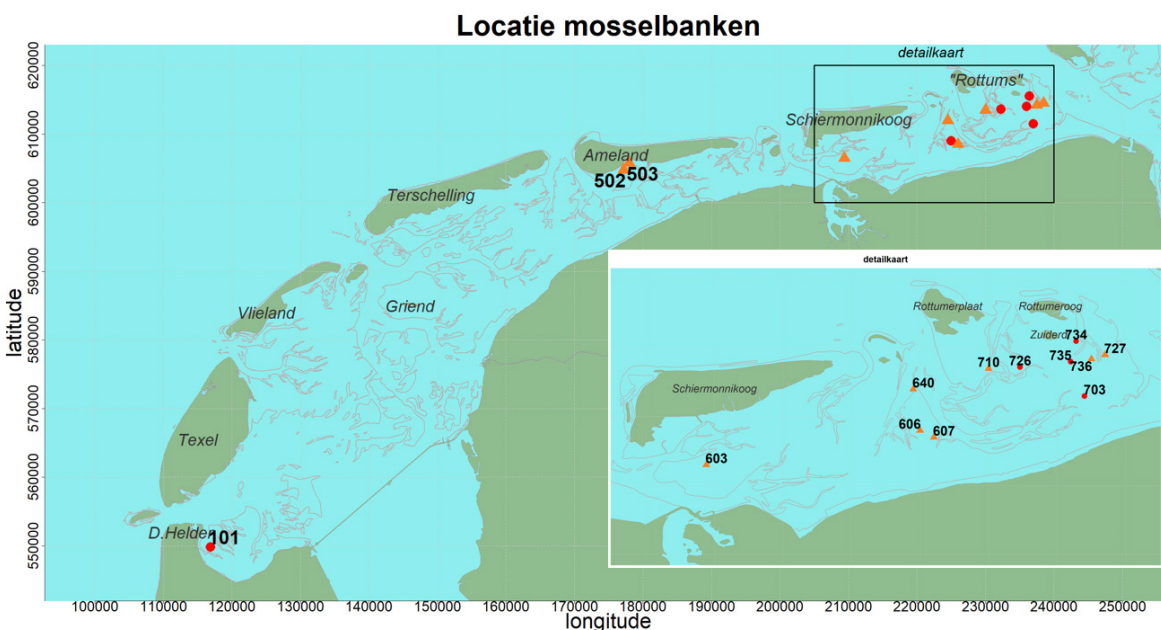 Locatie mosselbanken
detailkaart
"Rottums"
Schiermonnikoog
Ameland
502
503
Terschelling
Vlieland
Griend
Texel
D.Helder
101
latitude
620000
610000
600000
590000
580000
570000
560000
550000
100000 110000 120000 130000 140000 150000 160000 170000 180000 190000 200000 210000 220000 230000 240000 250000
longitude
detailkaart
Rottumerplaat
Rottumeroog
Zuiderd
734
735
736
727
710
726
703
640
606
607
603
Schiermonnikoog